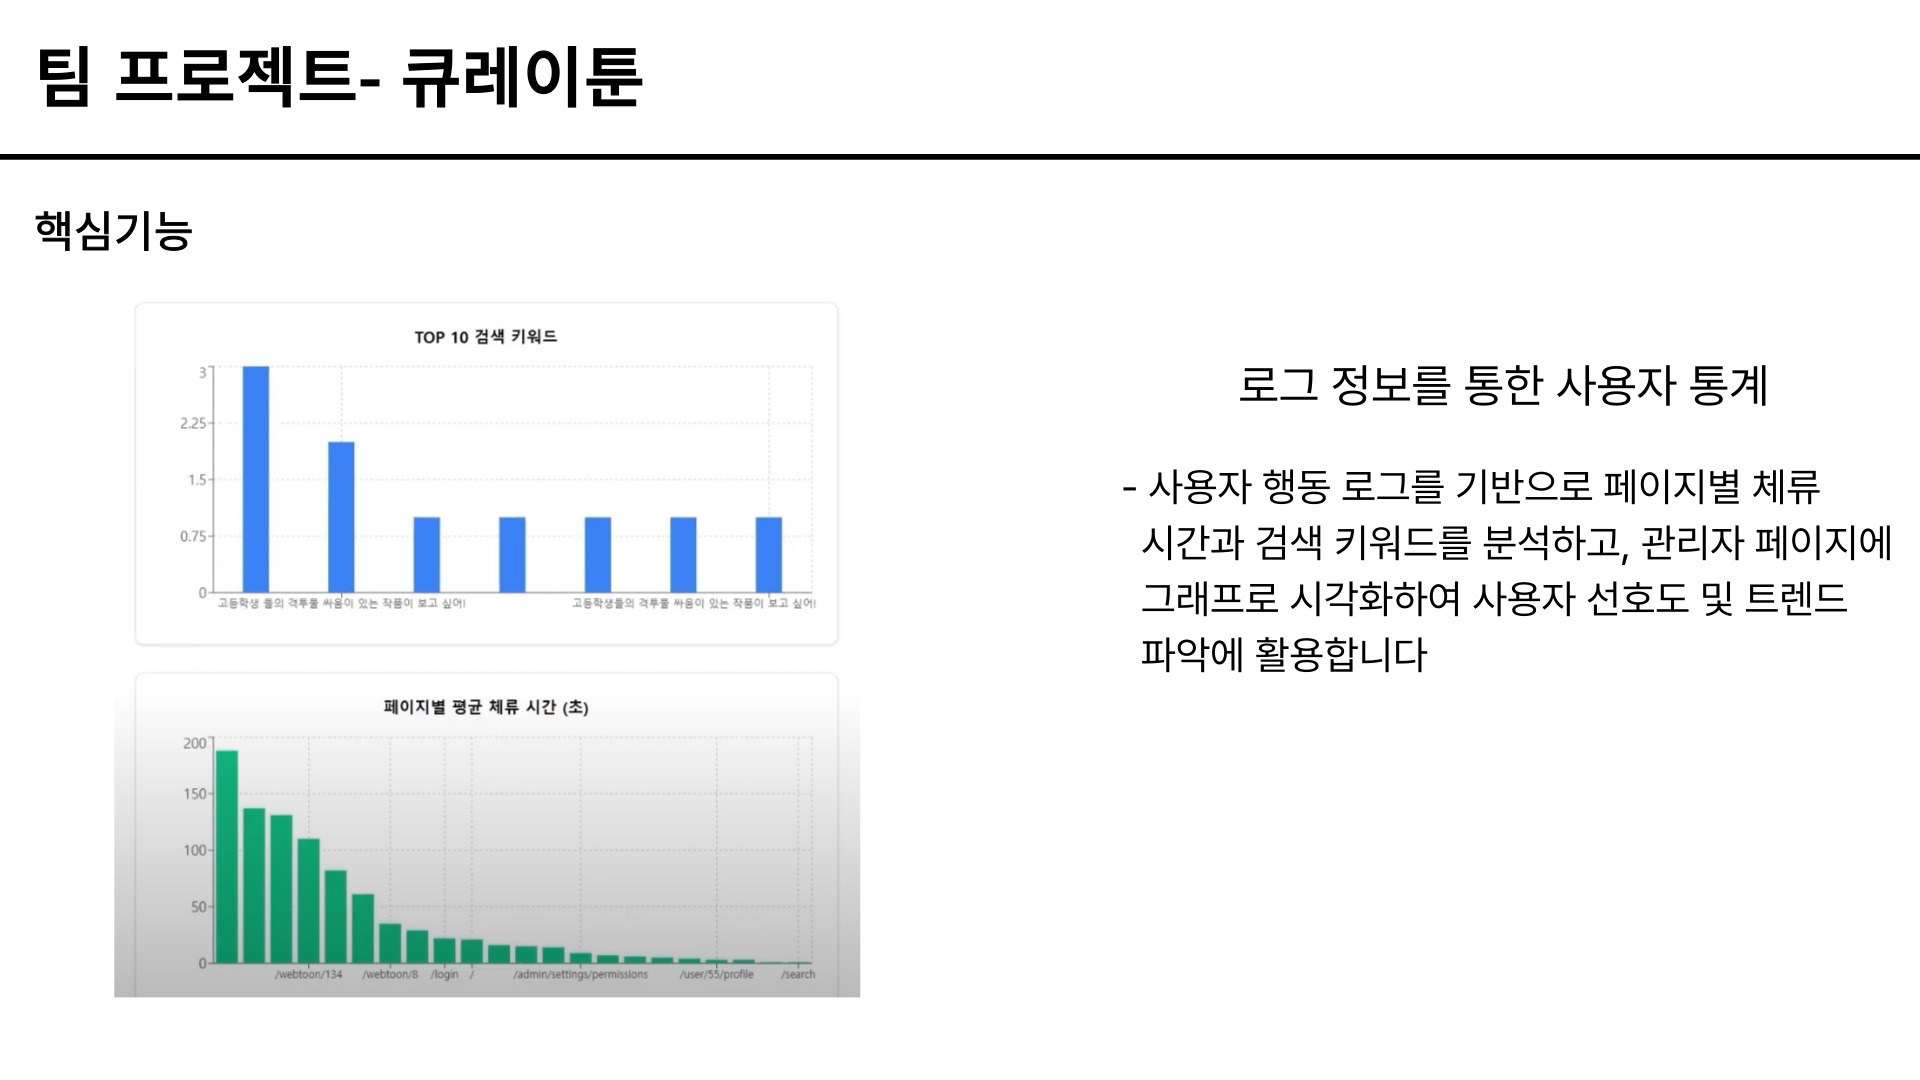 팀 프로젝트- 큐레이툰
핵심기능
TOP 10 검색 키워드
3
2.25
1.5
0.75
0
고등학생 들의 격투물 싸움이 있는 작품이 보고 싶어! 고등학생들의 격투물 싸움이 있는 작품이 보고 싶어!
페이지별 평균 체류 시간 (초)
200
150
100
50
0
/webtoon/134 /webtoon/8 /login / /admin/settings/permissions /user/55/profile /search
로그 정보를 통한 사용자 통계
- 사용자 행동 로그를 기반으로 페이지별 체류
시간과 검색 키워드를 분석하고, 관리자 페이지에
그래프로 시각화하여 사용자 선호도 및 트렌드
파악에 활용합니다